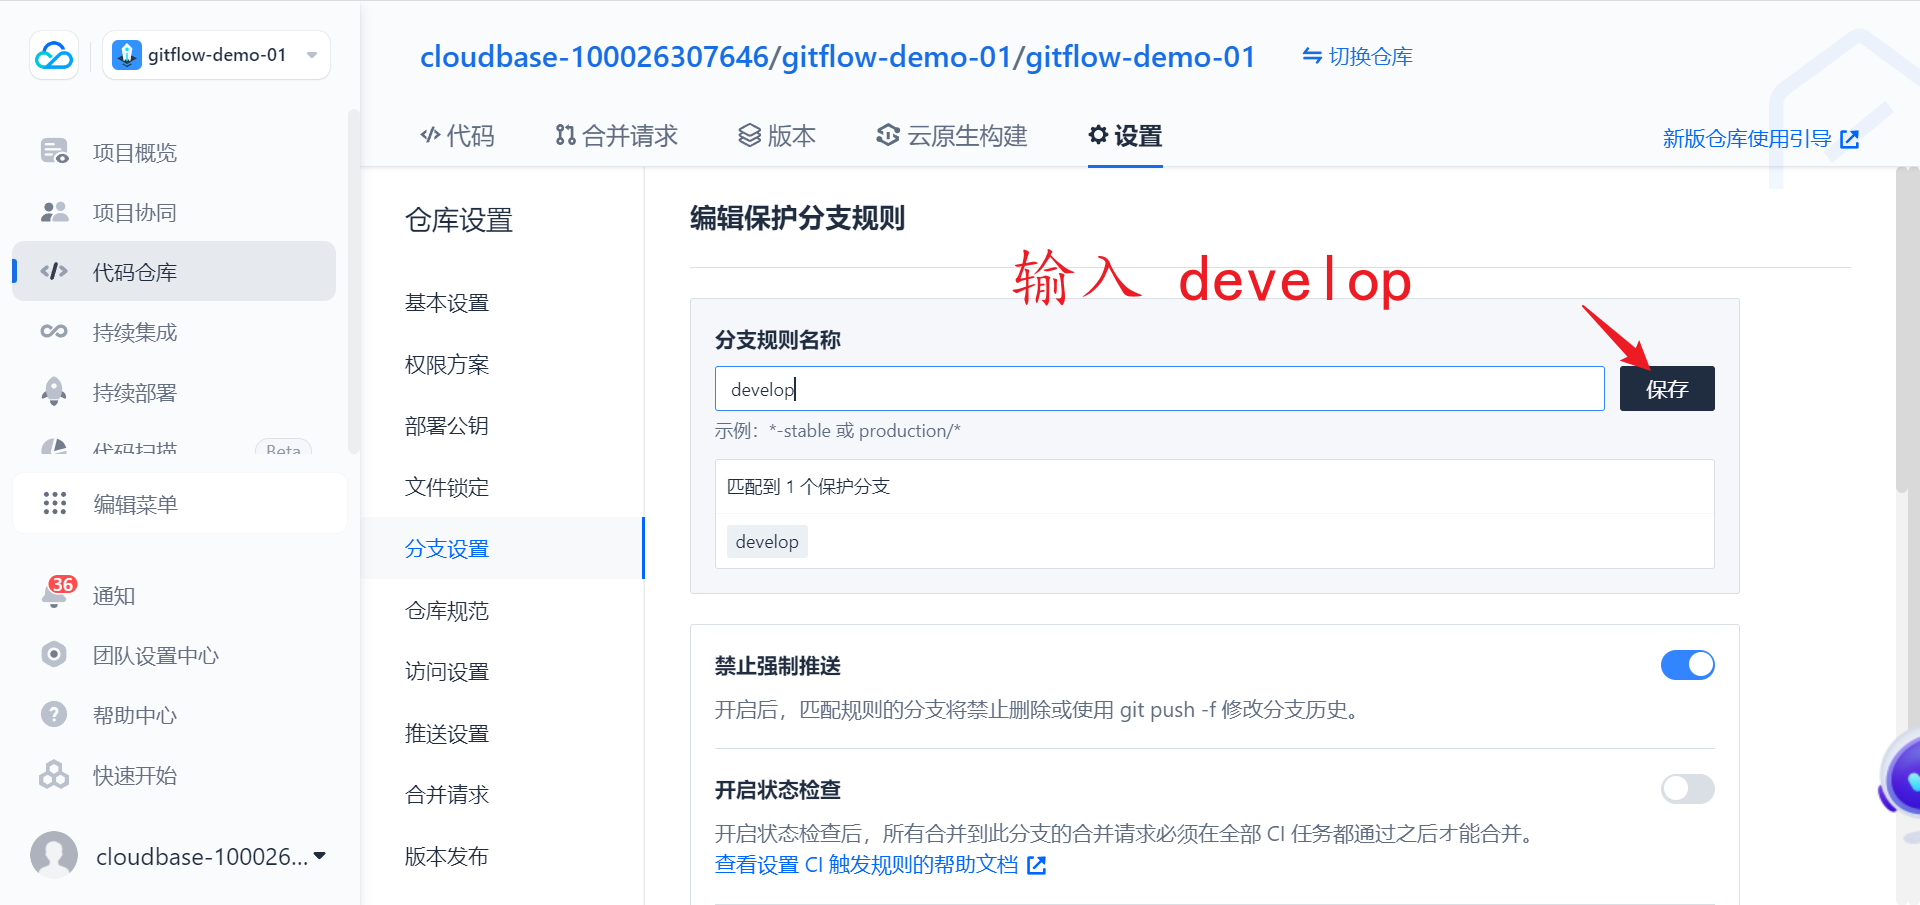 gitflow-demo-01
项目概览
项目协同
代码仓库
持续集成
持续部署
代码扫描
Beta
编辑菜单
36
通知
团队设置中心
帮助中心
快速开始
cloudbase-100026...
cloudbase-100026307646/gitflow-demo-01/gitflow-demo-01
切换仓库
代码
合并请求
版本
云原生构建
设置
新版仓库使用引导
仓库设置
基本设置
权限方案
部署公钥
文件锁定
分支设置
仓库规范
访问设置
推送设置
合并请求
版本发布
编辑保护分支规则
输入 develop
分支规则名称
develop
保存
示例：*-stable 或 production/*
匹配到 1 个保护分支
develop
禁止强制推送
开启后，匹配规则的分支将禁止删除或使用 git push -f 修改分支历史。
开启状态检查
开启状态检查后，所有合并到此分支的合并请求必须在全部 CI 任务都通过之后才能合并。
查看设置 CI 触发规则的帮助文档